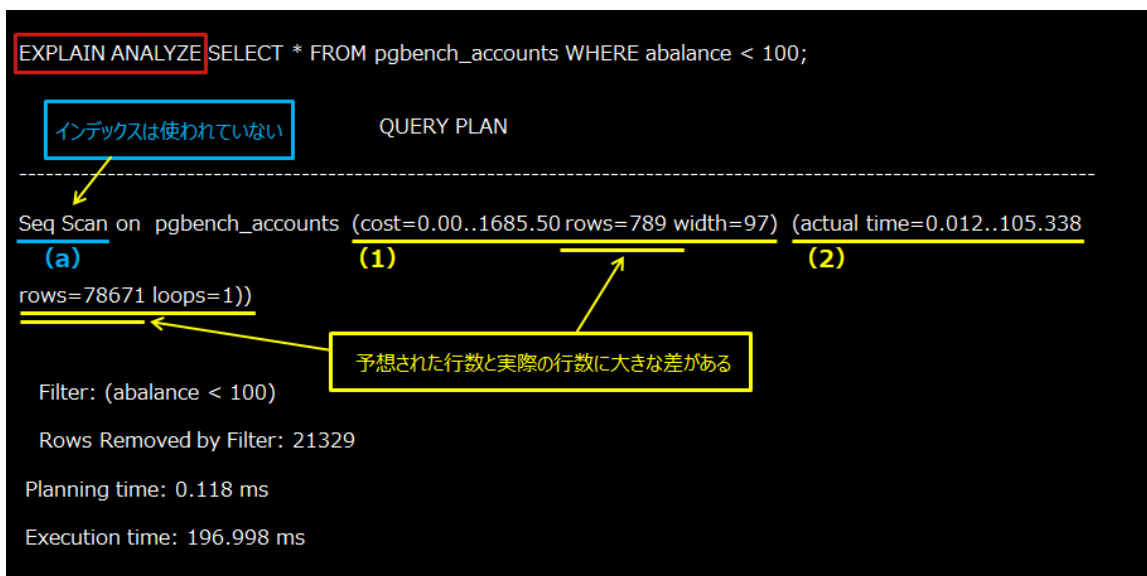 EXPLAIN ANALYZE SELECT * FROM pgbench_accounts WHERE abalance < 100;
インデックスは使われていない
QUERY PLAN
-----------------------------------------------------------------------------------------------------------------------------
Seq Scan on pgbench_accounts (cost=0.00..1685.50 rows=789 width=97) (actual time=0.012..105.338
(a) (1) (2)
rows=78671 loops=1))
予想された行数と実際の行数に大きな差がある
Filter: (abalance < 100)
Rows Removed by Filter: 21329
Planning time: 0.118 ms
Execution time: 196.998 ms